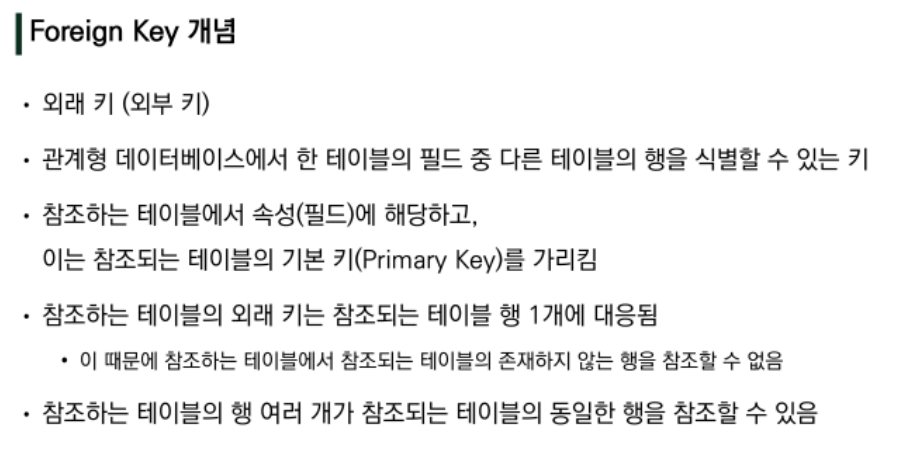 Foreign Key 개념
• 외래 키 (외부 키)
• 관계형 데이터베이스에서 한 테이블의 필드 중 다른 테이블의 행을 식별할 수 있는 키
• 참조하는 테이블에서 속성(필드)에 해당하고,
이는 참조되는 테이블의 기본 키(Primary Key)를 가리킴
• 참조하는 테이블의 외래 키는 참조되는 테이블 행 1개에 대응됨
• 이 때문에 참조하는 테이블에서 참조되는 테이블의 존재하지 않는 행을 참조할 수 없음
• 참조하는 테이블의 행 여러 개가 참조되는 테이블의 동일한 행을 참조할 수 있음